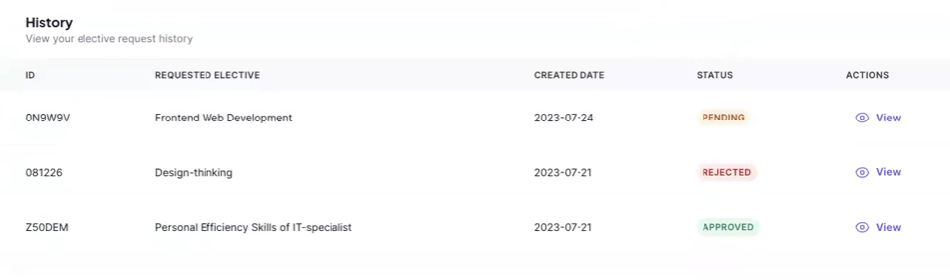 History
View your elective request history
ID REQUESTED ELECTIVE CREATED DATE STATUS ACTIONS
0N9W9V Frontend Web Development 2023-07-24 PENDING View
081226 Design-thinking 2023-07-21 REJECTED View
Z50DEM Personal Efficiency Skills of IT-specialist 2023-07-21 APPROVED View